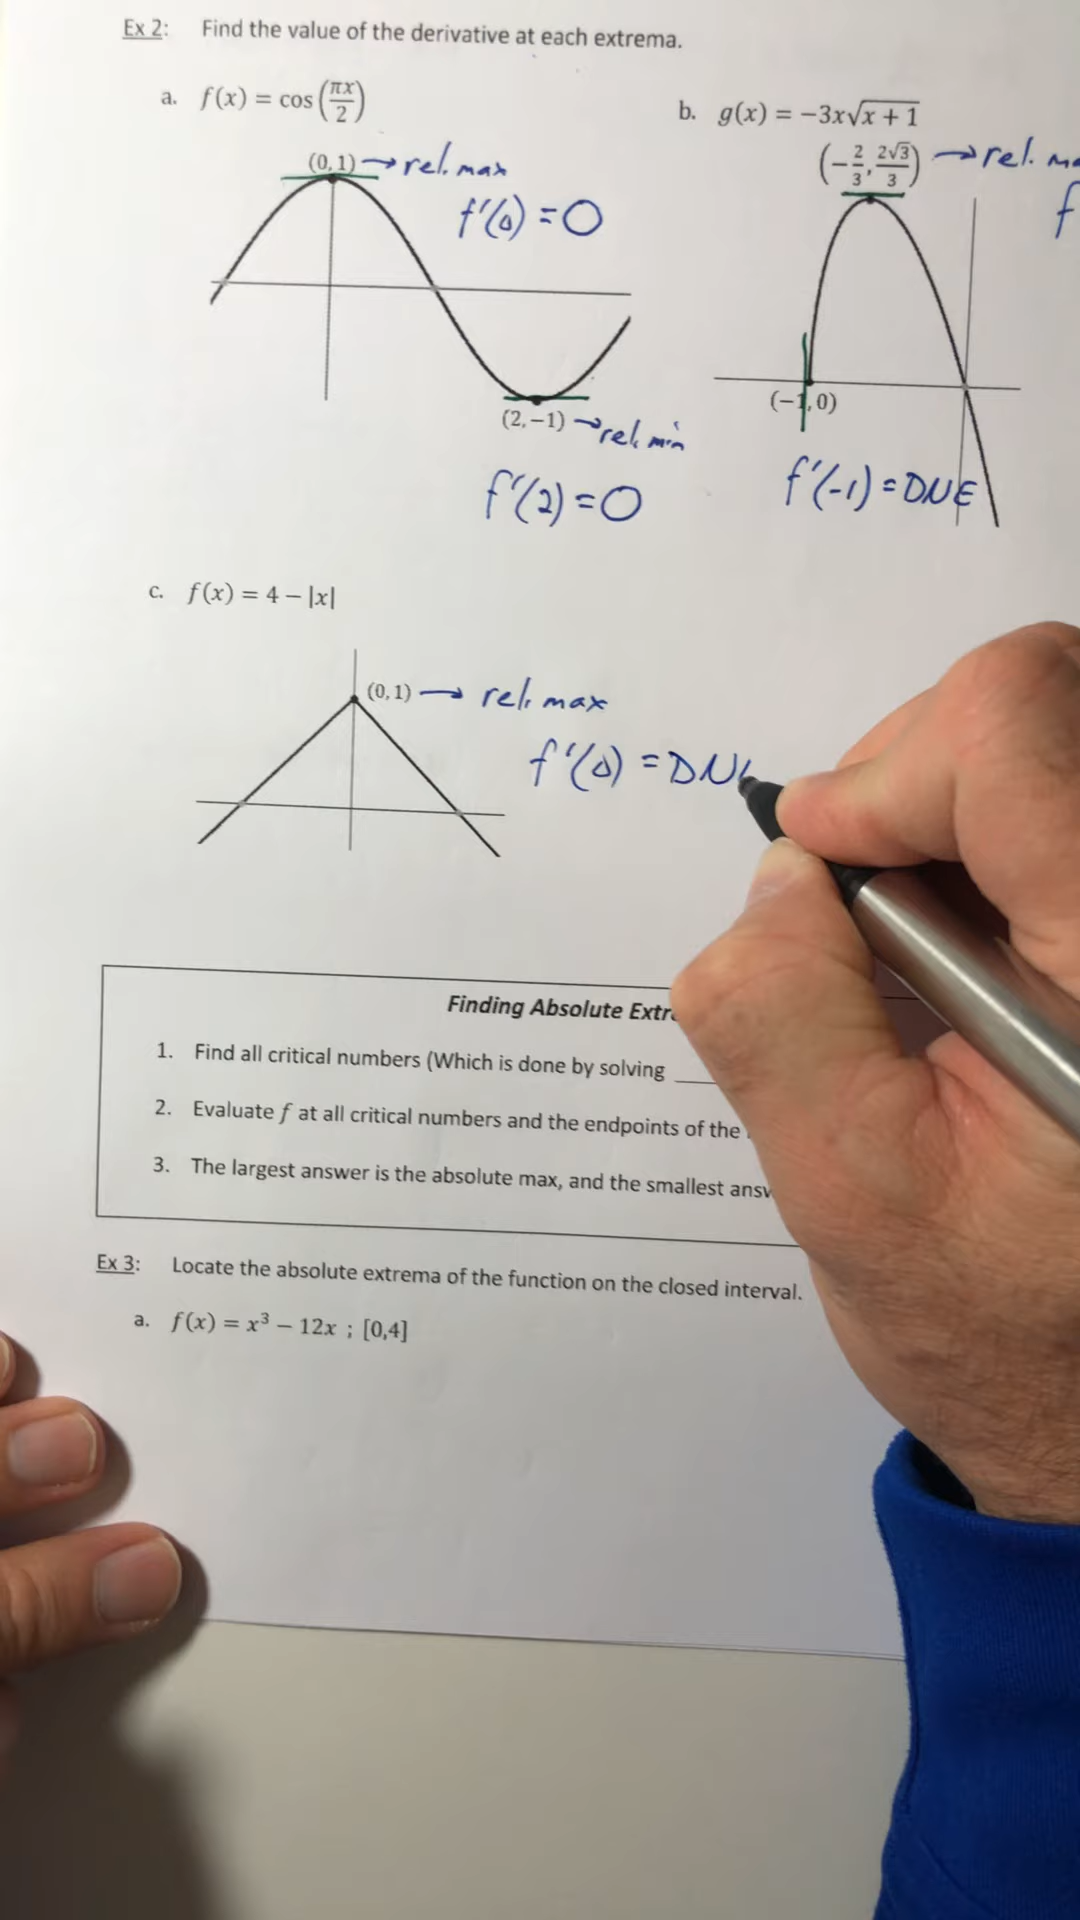 Ex 2: Find the value of the derivative at each extrema.
a. f(x) = cos(πx/2)
b. g(x) = −3x√x + 1
(0, 1) → rel. max
f'(0) = 0
(−2/3, 2√3/3) → rel.
f
(2, −1) → rel. min
f'(2) = 0
(−1, 0)
f'(-1) = DNE
c. f(x) = 4 − |x|
(0, 1) → rel. max
f'(0) = DN
Finding Absolute
1. Find all critical numbers (Which is done by solving ____
2. Evaluate f at all critical numbers and the endpoints of the
3. The largest answer is the absolute max, and the smallest
Ex 3: Locate the absolute extrema of the function on the closed interval.
a. f(x) = x³ − 12x ; [0,4]